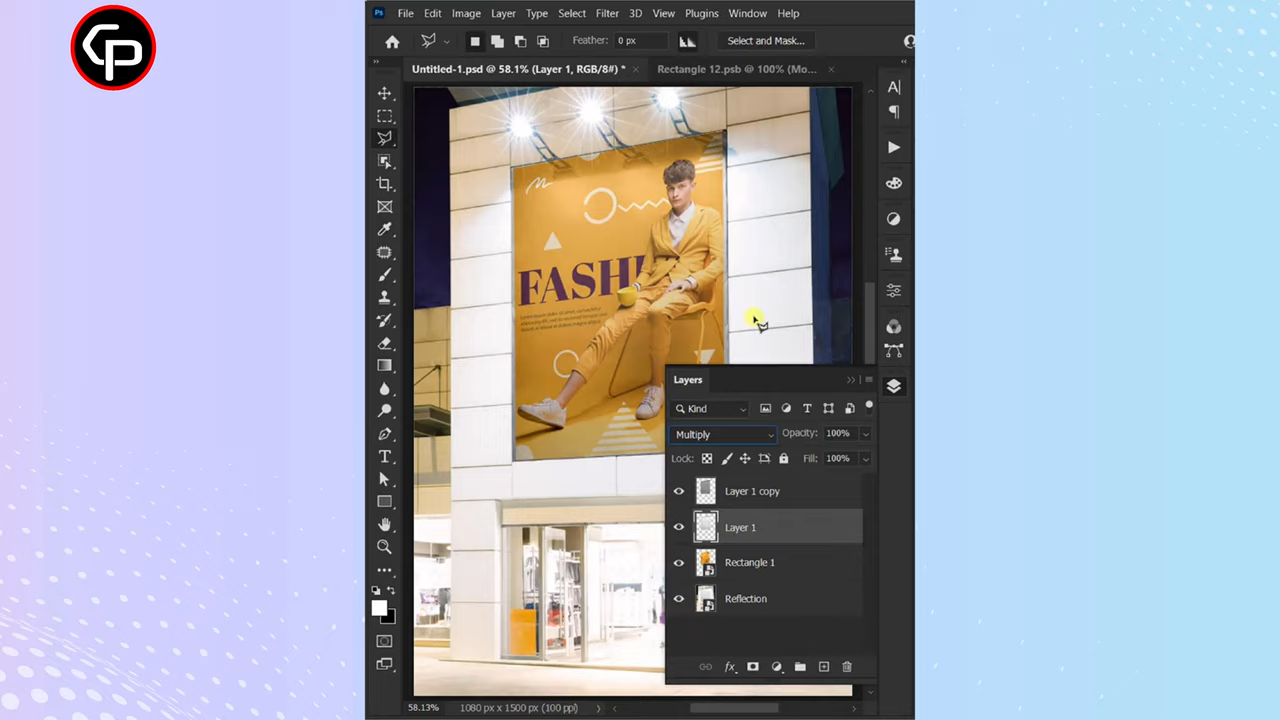 CP
Ps File Edit Image Layer Type Select Filter 3D View Plugins Window Help
Feather: 0 px Select and Mask...
Untitled-1.psd @ 58.1% (Layer 1, RGB/8#) * Rectangle 12.psb @ 100% (Mo...
FASHI
Layers
Kind
Multiply Opacity: 100%
Lock: Fill: 100%
Layer 1 copy
Layer 1
Rectangle 1
Reflection
fx
58.13% 1080 px x 1500 px (100 ppi)